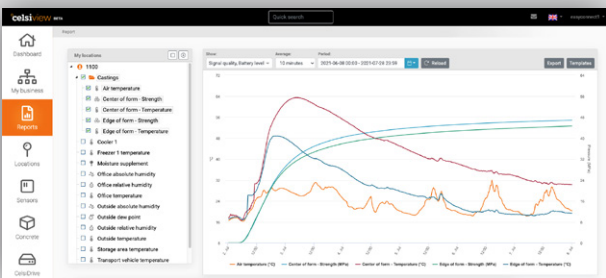 celsiview BETA
Quick search
Report
Dashboard
My business
Reports
Locations
Sensors
Concrete
CelsiDrive
My locations
1920
Castings
Air temperature
Center of form - Strength
Center of form - Temperature
Edge of form - Strength
Edge of form - Temperature
Cooler 1
Freezer 1 temperature
Moisture supplement
Office absolute humidity
Office relative humidity
Office temperature
Outside absolute humidity
Outside dew point
Outside relative humidity
Outside temperature
Storage area temperature
Transport vehicle temperature
Show:
Signal quality, Battery level
Average:
10 minutes
Period:
Reload
Export
Templates
°C
Pressure (MPa)
Air temperature (°C)
Center of form - Strength (MPa)
Center of form - Temperature (°C)
Edge of form - Strength (MPa)
Edge of form - Temperature (°C)